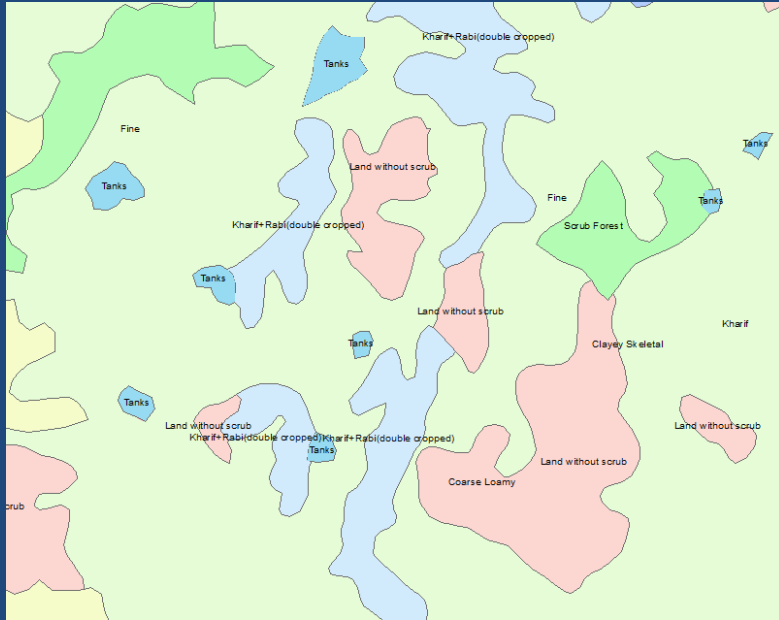 Kharif+Rabi(double cropped)
Tanks
Fine
Tanks
Land without scrub
Tanks
Fine
Tanks
Kharif+Rabi(double cropped)
Scrub Forest
Tanks
Land without scrub
Kharif
Tanks
Clayey Skeletal
Tanks
Land without scrub
Land without scrub
Kharif+Rabi(double cropped)
Kharif+Rabi(double cropped)
Tanks
Land without scrub
Coarse Loamy
crub